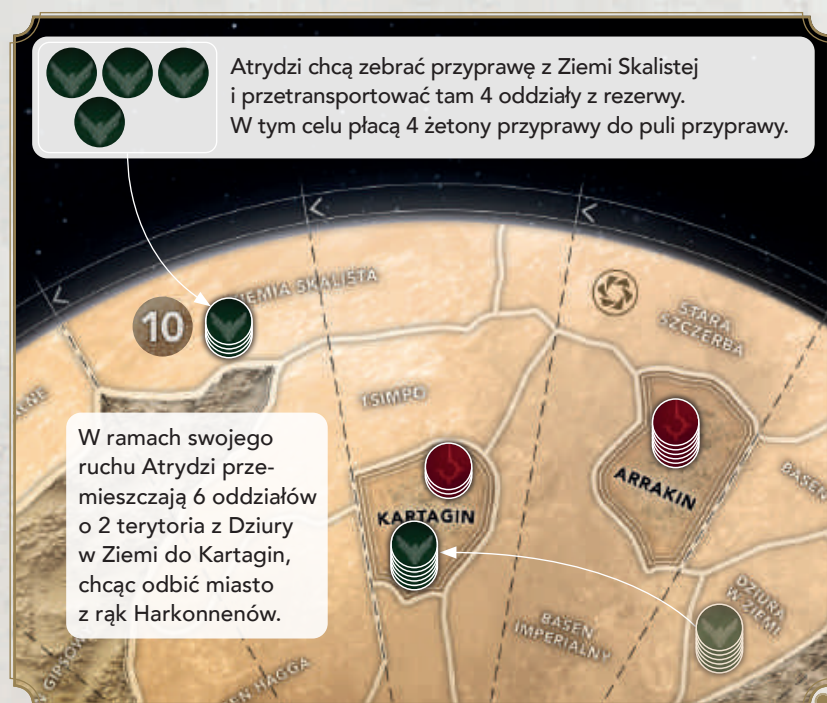 Atrydzi chcą zebrać przyprawę z Ziemi Skalistej
i przetransportować tam 4 oddziały z rezerwy.
W tym celu płacą 4 żetony przyprawy do puli przyprawy.
ZIEMIA SKALISTA
10
STARA
SZCZERBA
TSIMPO
W ramach swojego
ruchu Atrydzi prze-
mieszczają 6 oddziałów
o 2 terytoria z Dziury
w Ziemi do Kartagin,
chcąc odbić miasto
z rąk Harkonnenów.
KARTAGIN
ARRAKIN
BASEN
DZIURA
W ZIEMI
BASEN
IMPERIALNY
HAGGA